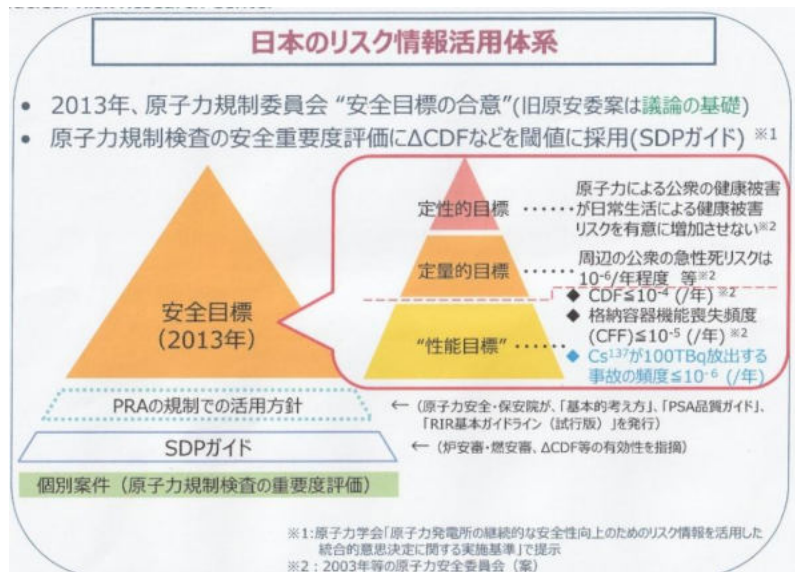 日本のリスク情報活用体系
• 2013年、原子力規制委員会 “安全目標の合意”(旧原安委案は議論の基礎)
• 原子力規制検査の安全重要度評価にΔCDFなどを閾値に採用(SDPガイド) ※1
安全目標
(2013年)
定性的目標 ······ 原子力による公衆の健康被害
が日常生活による健康被害
リスクを有意に増加させない※2
定量的目標 ······ 周辺の公衆の急性死リスクは
10⁻⁶/年程度 等※2
“性能目標” ······
◆ CDF≦10⁻⁴ (/年) ※2
◆ 格納容器機能喪失頻度
(CFF)≦10⁻⁵ (/年) ※2
◆ Cs¹³⁷が100TBq放出する
事故の頻度≦10⁻⁶ (/年)
PRAの規制での活用方針
← (原子力安全・保安院が、「基本的考え方」、「PSA品質ガイド」、
「RIR基本ガイドライン（試行版）」を発行)
SDPガイド
← (炉安審・燃安審、ΔCDF等の有効性を指摘)
個別案件（原子力規制検査の重要度評価）
※1:原子力学会「原子力発電所の継続的な安全性向上のためのリスク情報を活用した
統合的意思決定に関する実施基準」で提示
※2：2003年等の原子力安全委員会（案）